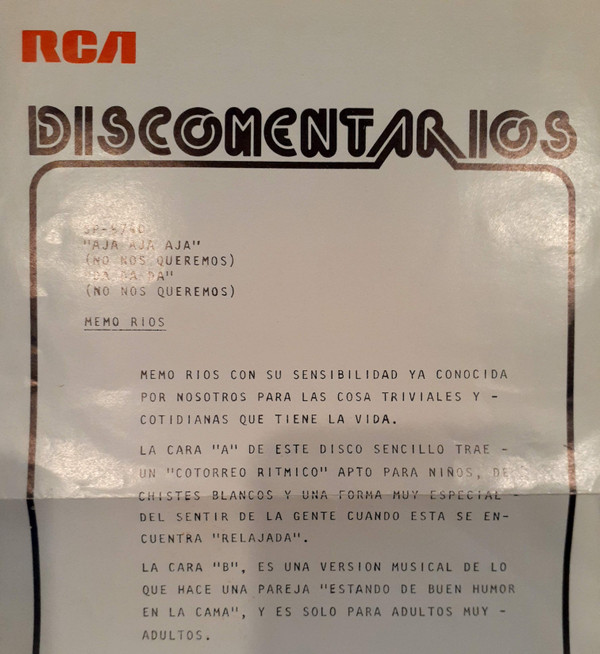 RCA
DISCOMENTARIOS
"AJA AJA AJA"
(NO NOS QUEREMOS)
"DA DA DA"
(NO NOS QUEREMOS)
MEMO RIOS
MEMO RIOS CON SU SENSIBILIDAD YA CONOCIDA
POR NOSOTROS PARA LAS COSA TRIVIALES Y -
COTIDIANAS QUE TIENE LA VIDA.
LA CARA "A" DE ESTE DISCO SENCILLO TRAE -
UN "COTORREO RITMICO" APTO PARA NIÑOS, DE
CHISTES BLANCOS Y UNA FORMA MUY ESPECIAL -
DEL SENTIR DE LA GENTE CUANDO ESTA SE EN-
CUENTRA "RELAJADA".
LA CARA "B", ES UNA VERSION MUSICAL DE LO
QUE HACE UNA PAREJA "ESTANDO DE BUEN HUMOR
EN LA CAMA", Y ES SOLO PARA ADULTOS MUY -
ADULTOS.